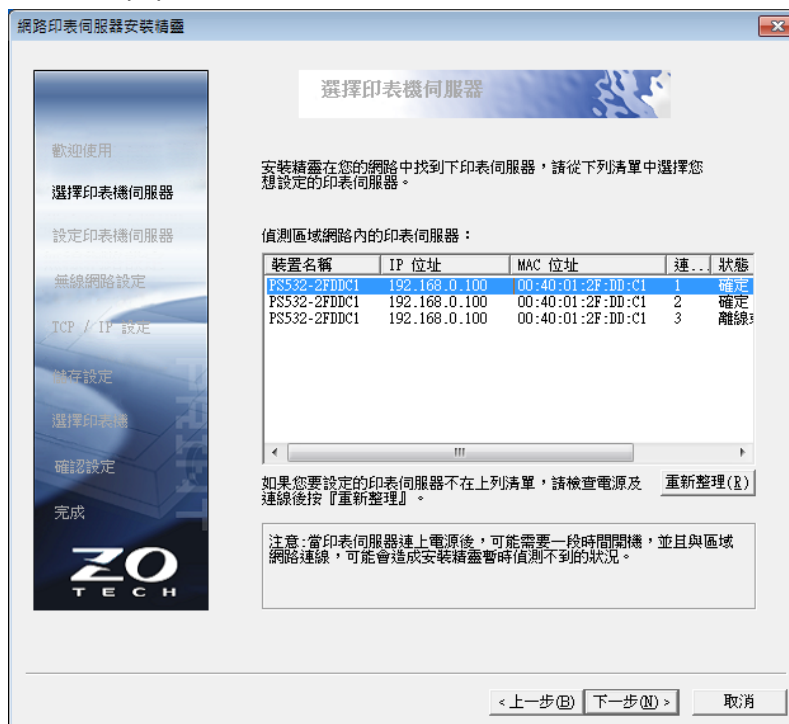 網路印表伺服器安裝精靈
選擇印表機伺服器
歡迎使用
選擇印表機伺服器
設定印表機伺服器
無線網路設定
TCP / IP 設定
儲存設定
選擇印表機
確認設定
完成
ZO
TECH
PRINT
安裝精靈在您的網路中找到下印表伺服器，請從下列清單中選擇您
想設定的印表伺服器。
偵測區域網路內的印表伺服器：
裝置名稱 IP 位址 MAC 位址 連... 狀態
PS532-2FDDC1 192.168.0.100 00:40:01:2F:DD:C1 1 確定
PS532-2FDDC1 192.168.0.100 00:40:01:2F:DD:C1 2 確定
PS532-2FDDC1 192.168.0.100 00:40:01:2F:DD:C1 3 離線
如果您要設定的印表伺服器不在上列清單，請檢查電源及
連線後按『重新整理』。
重新整理(R)
注意:當印表伺服器連上電源後，可能需要一段時間開機，並且與區域
網路連線，可能會造成安裝精靈暫時偵測不到的狀況。
<上一步(B) 下一步(N)> 取消